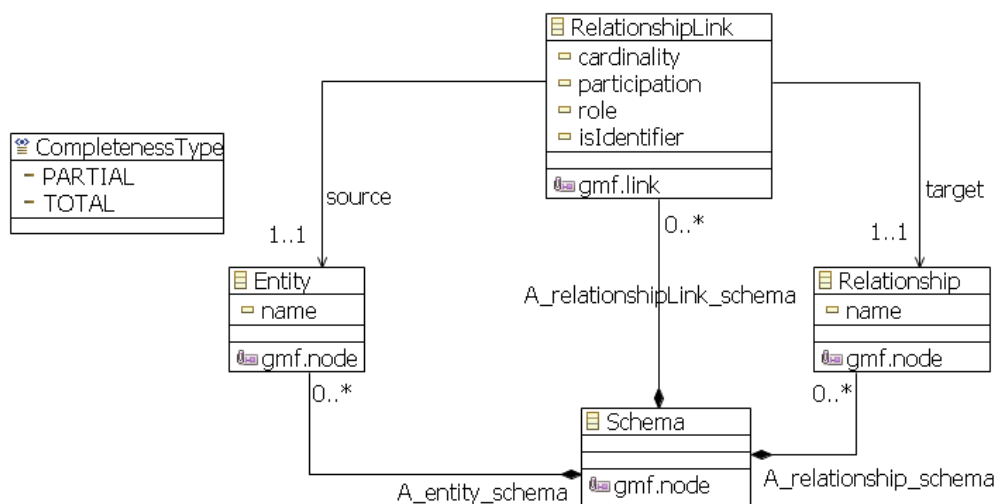 RelationshipLink
cardinality
participation
role
isIdentifier
gmf.link
CompletenessType
PARTIAL
TOTAL
source
target
1..1
0..*
1..1
Entity
name
gmf.node
A_relationshipLink_schema
Relationship
name
gmf.node
0..*
0..*
Schema
gmf.node
A_entity_schema
A_relationship_schema